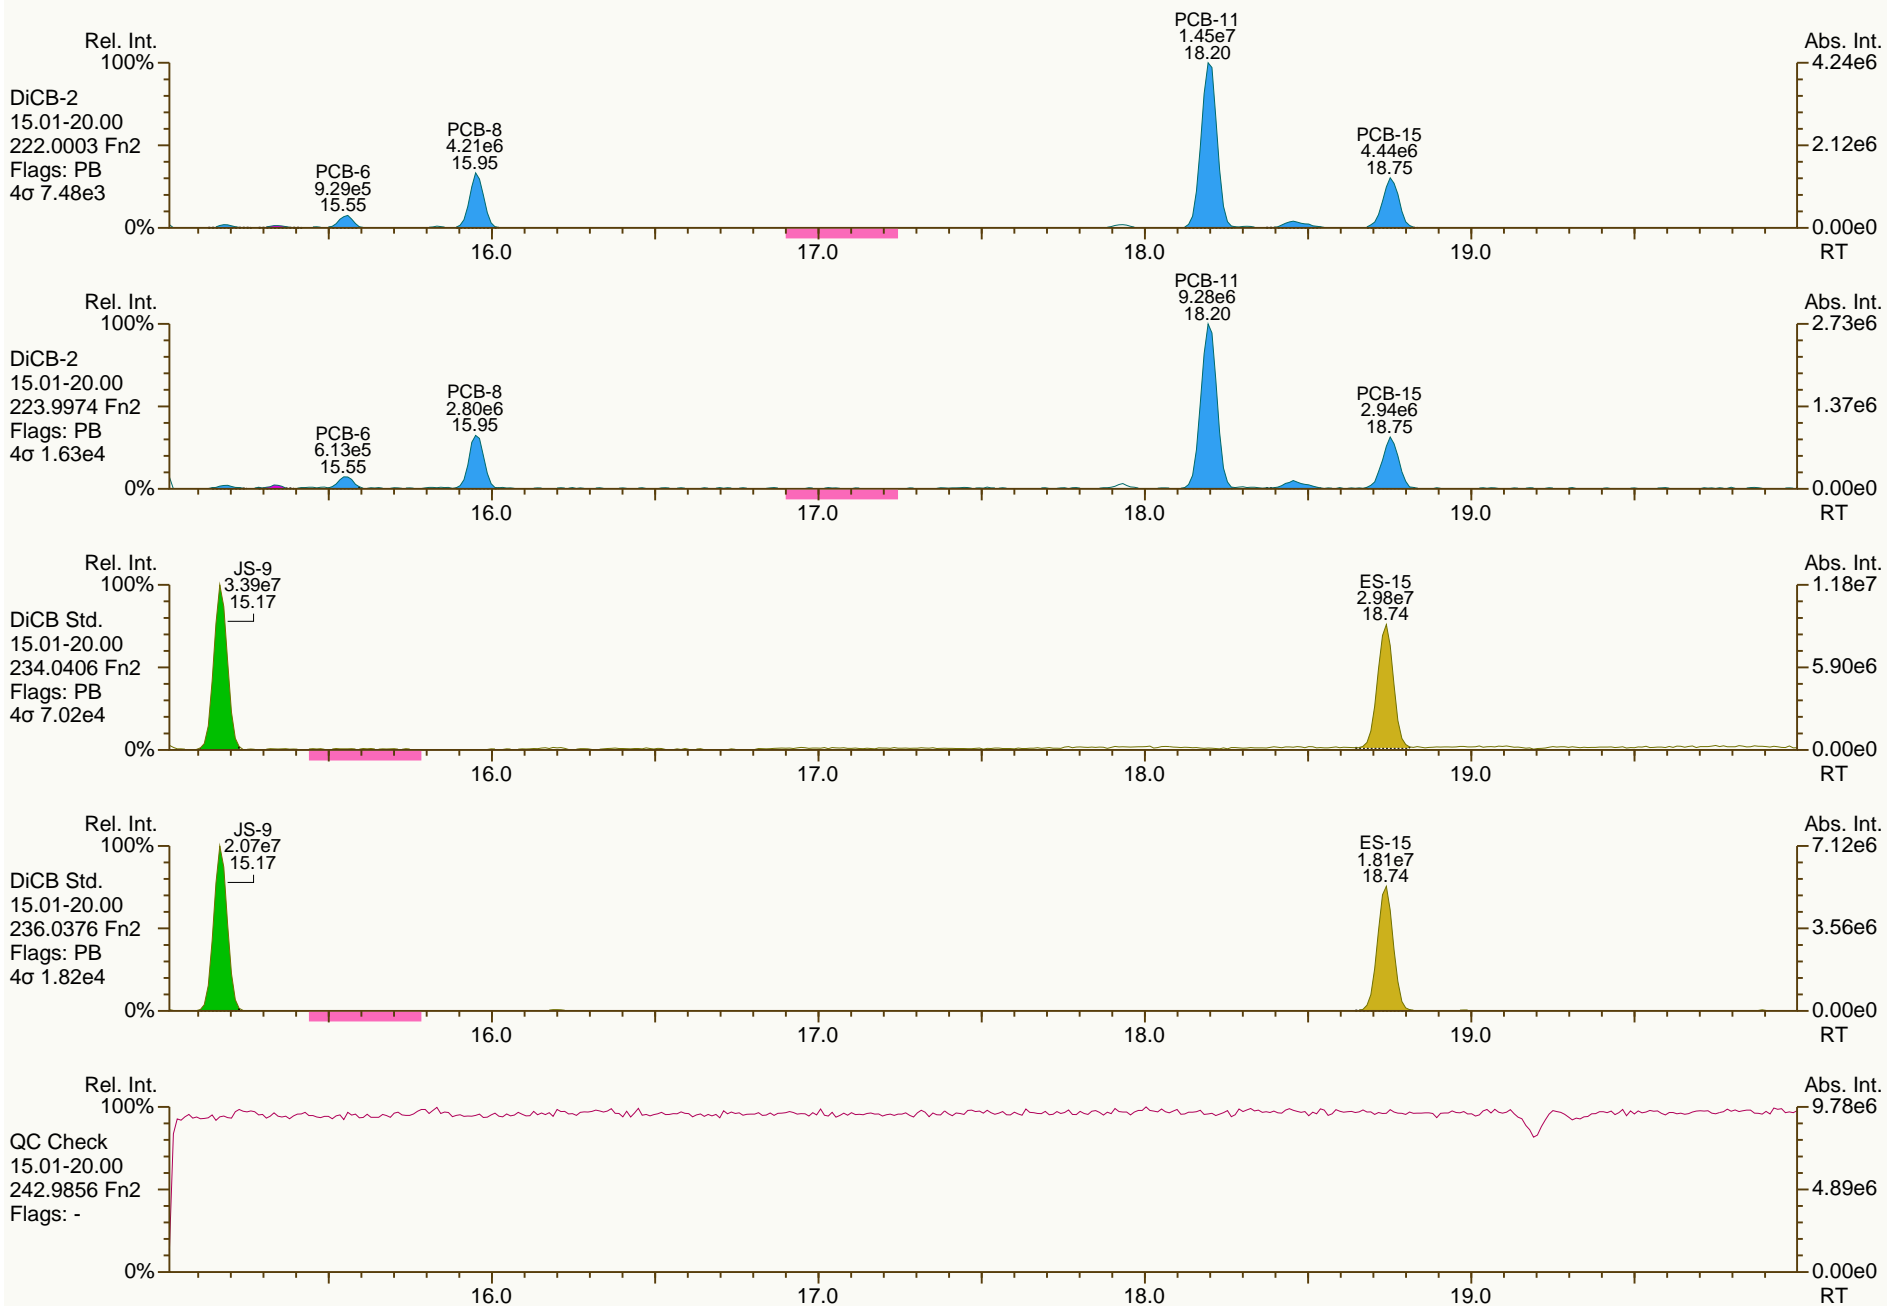 Rel. Int.
100%
0%
DiCB-2
15.01-20.00
222.0003 Fn2
Flags: PB
4σ 7.48e3
PCB-6
9.29e5
15.55
PCB-8
4.21e6
15.95
PCB-11
1.45e7
18.20
PCB-15
4.44e6
18.75
Abs. Int.
4.24e6
2.12e6
0.00e0
16.0 17.0 18.0 19.0 RT
Rel. Int.
100%
0%
DiCB-2
15.01-20.00
223.9974 Fn2
Flags: PB
4σ 1.63e4
PCB-6
6.13e5
15.55
PCB-8
2.80e6
15.95
PCB-11
9.28e6
18.20
PCB-15
2.94e6
18.75
Abs. Int.
2.73e6
1.37e6
0.00e0
16.0 17.0 18.0 19.0 RT
Rel. Int.
100%
0%
DiCB Std.
15.01-20.00
234.0406 Fn2
Flags: PB
4σ 7.02e4
JS-9
3.39e7
15.17
ES-15
2.98e7
18.74
Abs. Int.
1.18e7
5.90e6
0.00e0
16.0 17.0 18.0 19.0 RT
Rel. Int.
100%
0%
DiCB Std.
15.01-20.00
236.0376 Fn2
Flags: PB
4σ 1.82e4
JS-9
2.07e7
15.17
ES-15
1.81e7
18.74
Abs. Int.
7.12e6
3.56e6
0.00e0
16.0 17.0 18.0 19.0 RT
Rel. Int.
100%
0%
QC Check
15.01-20.00
242.9856 Fn2
Flags: -
Abs. Int.
9.78e6
4.89e6
0.00e0
16.0 17.0 18.0 19.0 RT